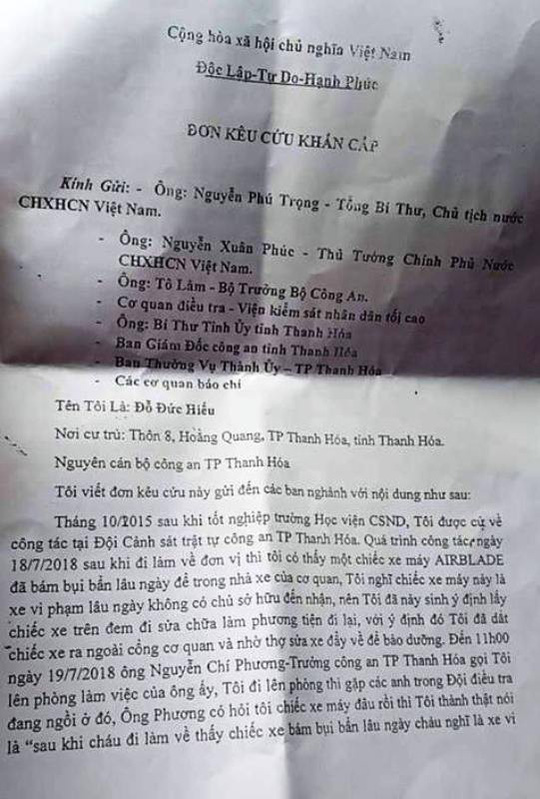 Cộng hòa xã hội chủ nghĩa Việt Nam
Độc Lập-Tự Do-Hạnh Phúc
ĐƠN KÊU CỨU KHẨN CẤP
Kính Gửi: - Ông: Nguyễn Phú Trọng - Tổng Bí Thư, Chủ tịch nước
CHXHCN Việt Nam.
- Ông: Nguyễn Xuân Phúc - Thủ Tướng Chính Phủ Nước
CHXHCN Việt Nam.
- Ông: Tô Lâm - Bộ Trưởng Bộ Công An.
- Cơ quan điều tra - Viện kiểm sát nhân dân tối cao
- Ông: Bí Thư Tỉnh Ủy tỉnh Thanh Hóa
- Ban Giám Đốc công an tỉnh Thanh Hóa
- Ban Thường Vụ Thành Ủy – TP Thanh Hóa
- Các cơ quan báo chí
Tên Tôi Là: Đỗ Đức Hiếu
Nơi cư trú: Thôn 8, Hoằng Quang, TP Thanh Hóa, tỉnh Thanh Hóa.
Nguyên cán bộ công an TP Thanh Hóa
Tôi viết đơn kêu cứu này gửi đến các ban nghành với nội dung như sau:
Tháng 10/2015 sau khi tốt nghiệp trường Học viện CSND, Tôi được cử về
công tác tại Đội Cảnh sát trật tự công an TP Thanh Hóa. Quá trình công tác, ngày
18/7/2018 sau khi đi làm về đơn vị thì tôi có thấy một chiếc xe máy AIRBLADE
đã bám bụi bẩn lâu ngày để trong nhà xe của cơ quan, Tôi nghĩ chiếc xe máy này là
xe vi phạm lâu ngày không có chủ sở hữu đến nhận, nên Tôi đã nảy sinh ý định lấy
chiếc xe trên đem đi sửa chữa làm phương tiện đi lại, với ý định đó Tôi đã dắt
chiếc xe ra ngoài cổng cơ quan và nhờ thợ sửa xe đẩy về để bảo dưỡng. Đến 11h00
ngày 19/7/2018 ông Nguyễn Chí Phương-Trưởng công an TP Thanh Hóa gọi Tôi
lên phòng làm việc của ông ấy, Tôi đi lên phòng thì gặp các anh trong Đội điều tra
đang ngồi ở đó, Ông Phương có hỏi tôi chiếc xe máy đâu rồi thì Tôi thành thật nói
là “sau khi cháu đi làm về thấy chiếc xe bám bụi bẩn lâu ngày cháu nghĩ là xe vi